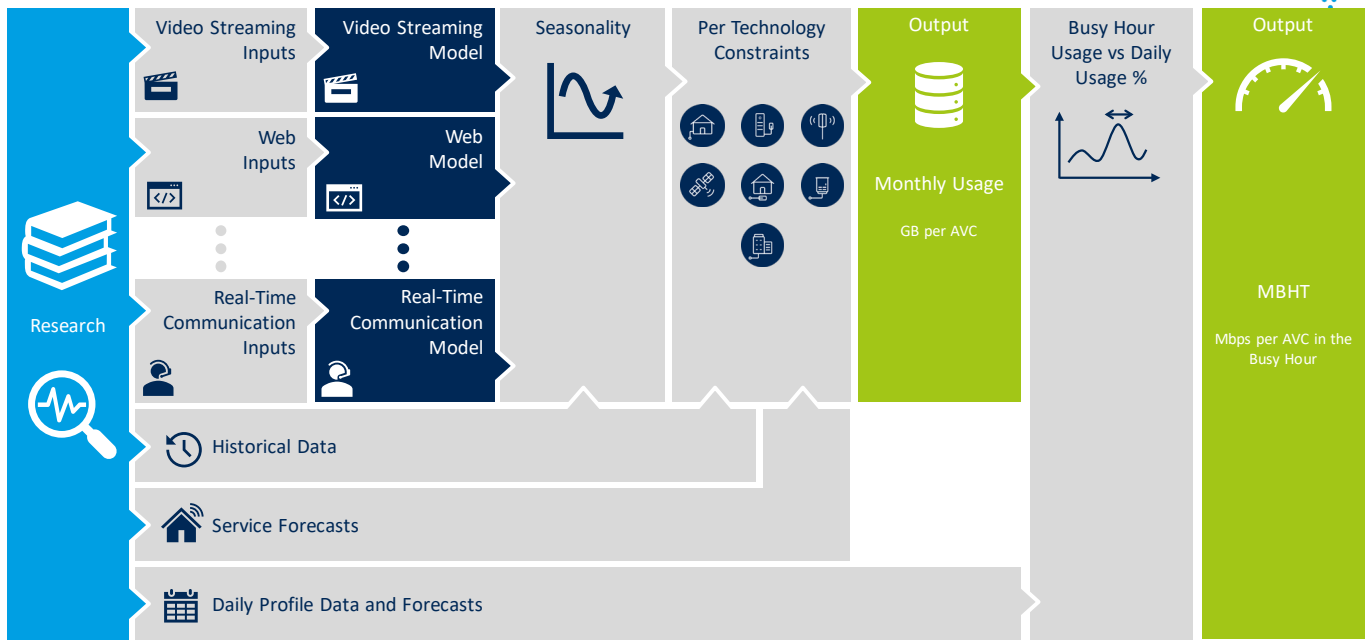 Research
Video Streaming
Inputs
Video Streaming
Model
Web
Inputs
</>
Web
Model
</>
Real-Time
Communication
Inputs
Real-Time
Communication
Model
Seasonality
Per Technology
Constraints
Output
Monthly Usage
GB per AVC
Busy Hour
Usage vs Daily
Usage %
Output
MBHT
Mbps per AVC in the
Busy Hour
Historical Data
Service Forecasts
Daily Profile Data and Forecasts